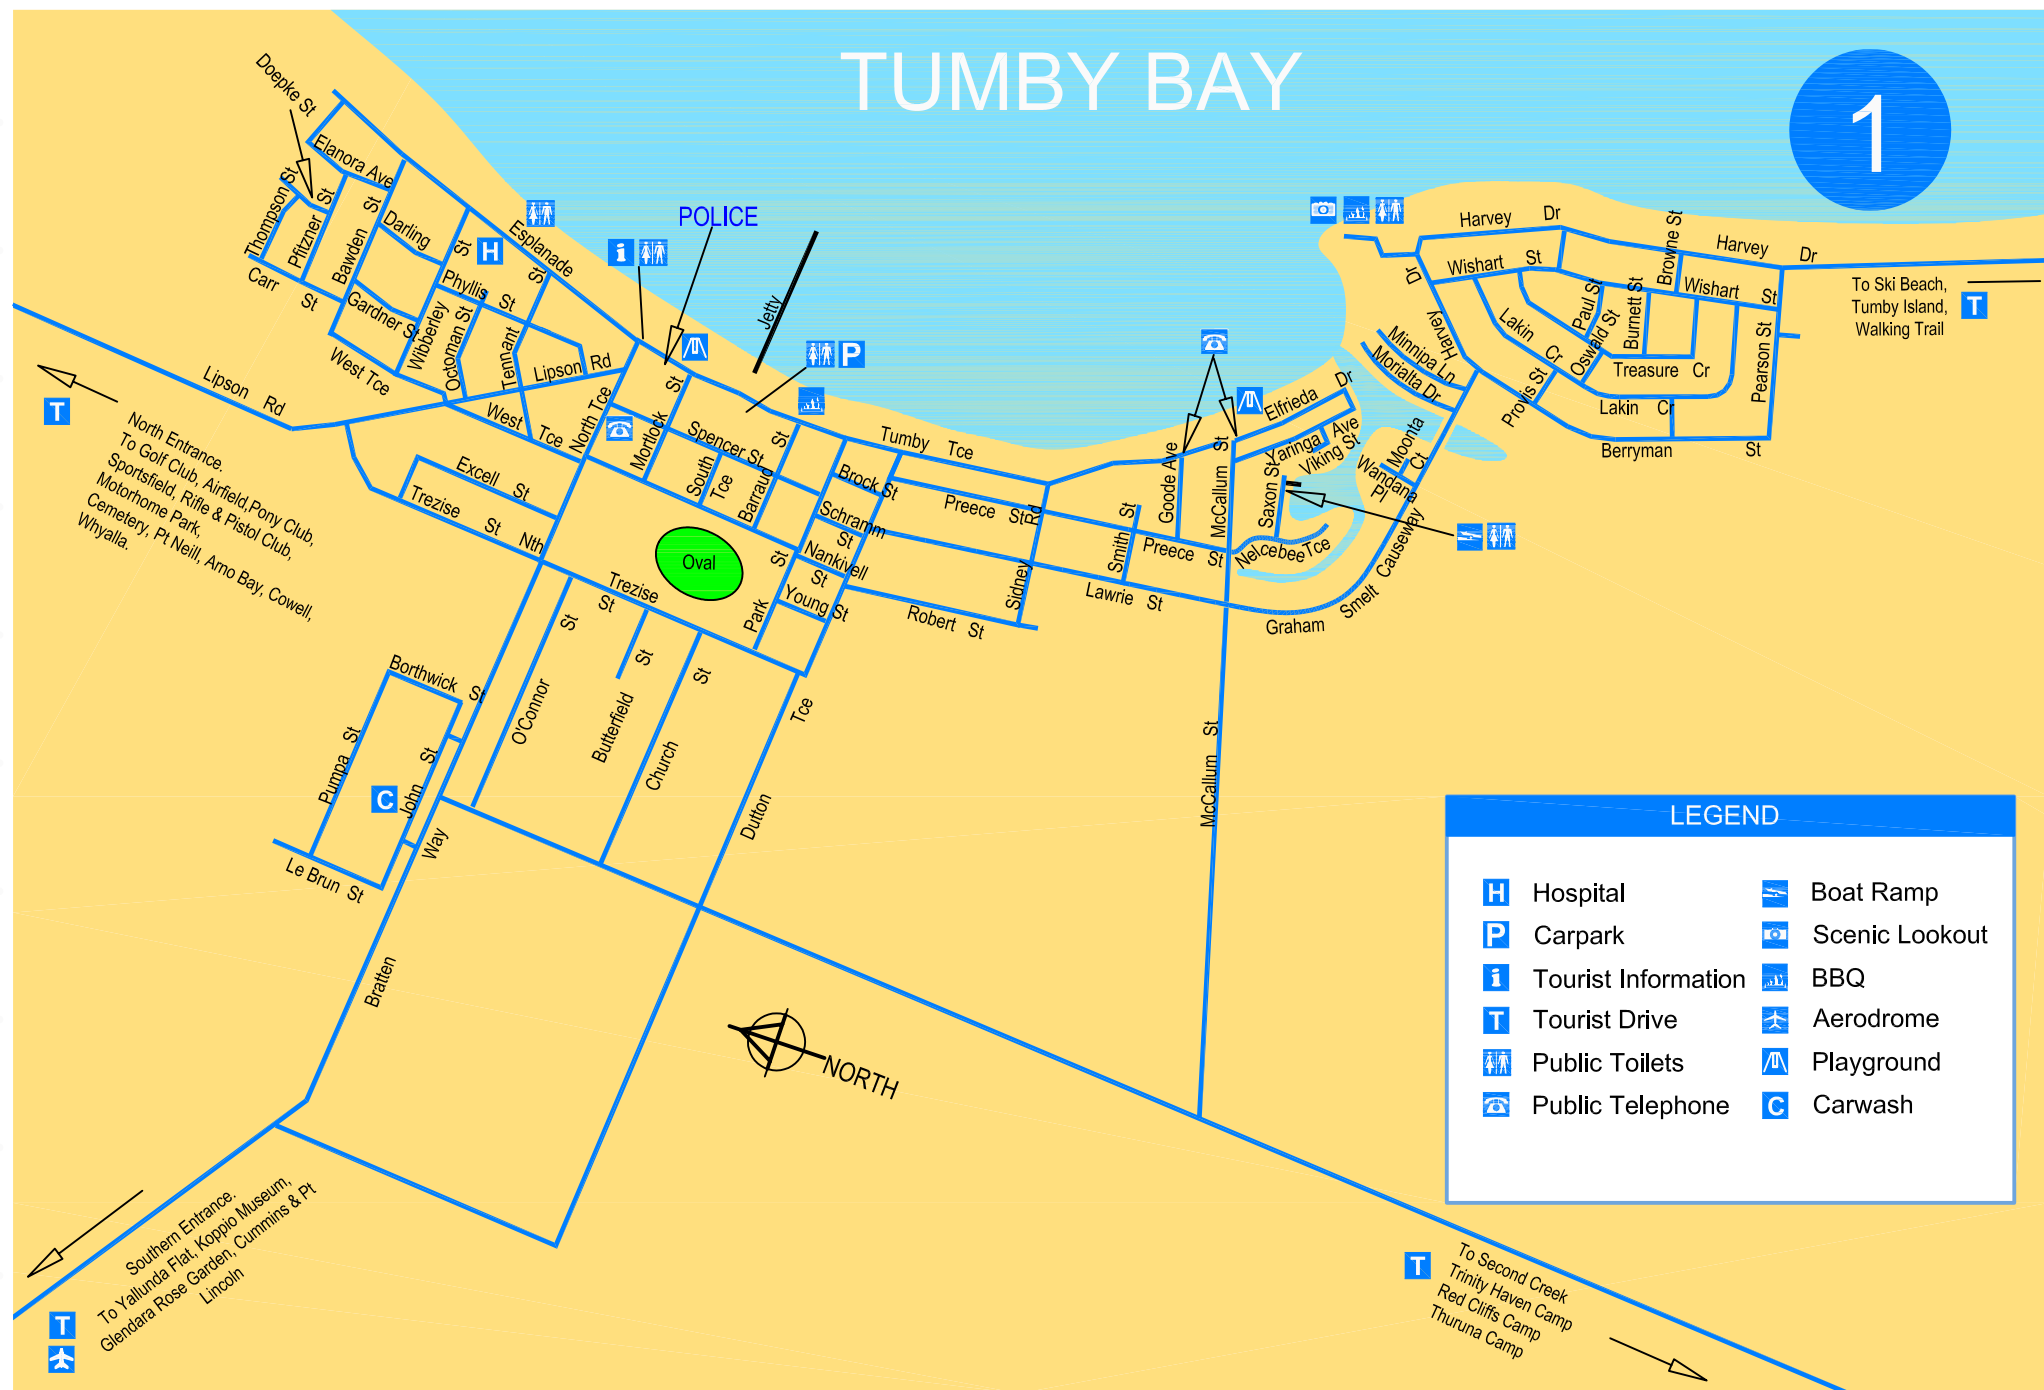 TUMBY BAY
1
Doepke St
Elanora Ave
Thompson St
Pfitzner St
Bawden St
Darling St
Carr St
Gardner St
Phyllis St
Wibberley
Octoman St
Tennant St
West Tce
Esplanade
H
i
POLICE
Jetty
P
Lipson Rd
Lipson Rd
West Tce
North Tce
Mortlock St
Spencer St
South Tce
Barraud St
Tumby Tce
Brock St
Schramm St
Nankivell St
Young St
Park St
Preece St
Sidney Rd
Robert St
Smith St
Preece St
Lawrie St
Goode Ave
McCallum St
Elfrieda Dr
Yaringa Ave
Viking St
Saxon St
Nelcebee Tce
Graham Smelt Causeway
Wandana Pl
Moonta Ct
Minnipa Ln
Morialta Dr
Harvey Dr
Harvey Dr
Harvey Dr
Wishart St
Wishart St
Browne St
Paul St
Oswald St
Burnett St
Lakin Cr
Lakin Cr
Treasure Cr
Provis St
Pearson St
Berryman St
To Ski Beach,
Tumby Island,
Walking Trail
T
T
North Entrance.
To Golf Club, Airfield,Pony Club,
Sportsfield, Rifle & Pistol Club,
Motorhome Park,
Cemetery, Pt Neill, Arno Bay, Cowell,
Whyalla.
Excell St
Trezise St Nth
Trezise St
Oval
O'Connor St
Butterfield St
Church St
Dutton Tce
McCallum St
Borthwick St
Pumpa St
John St
C
Le Brun St
Bratten Way
NORTH
Southern Entrance.
To Yallunda Flat, Koppio Museum,
Glendara Rose Garden, Cummins & Pt
Lincoln
T
T
To Second Creek
Trinity Haven Camp
Red Cliffs Camp
Thuruna Camp
LEGEND
H Hospital
P Carpark
i Tourist Information
T Tourist Drive
Public Toilets
Public Telephone
Boat Ramp
Scenic Lookout
BBQ
Aerodrome
Playground
C Carwash